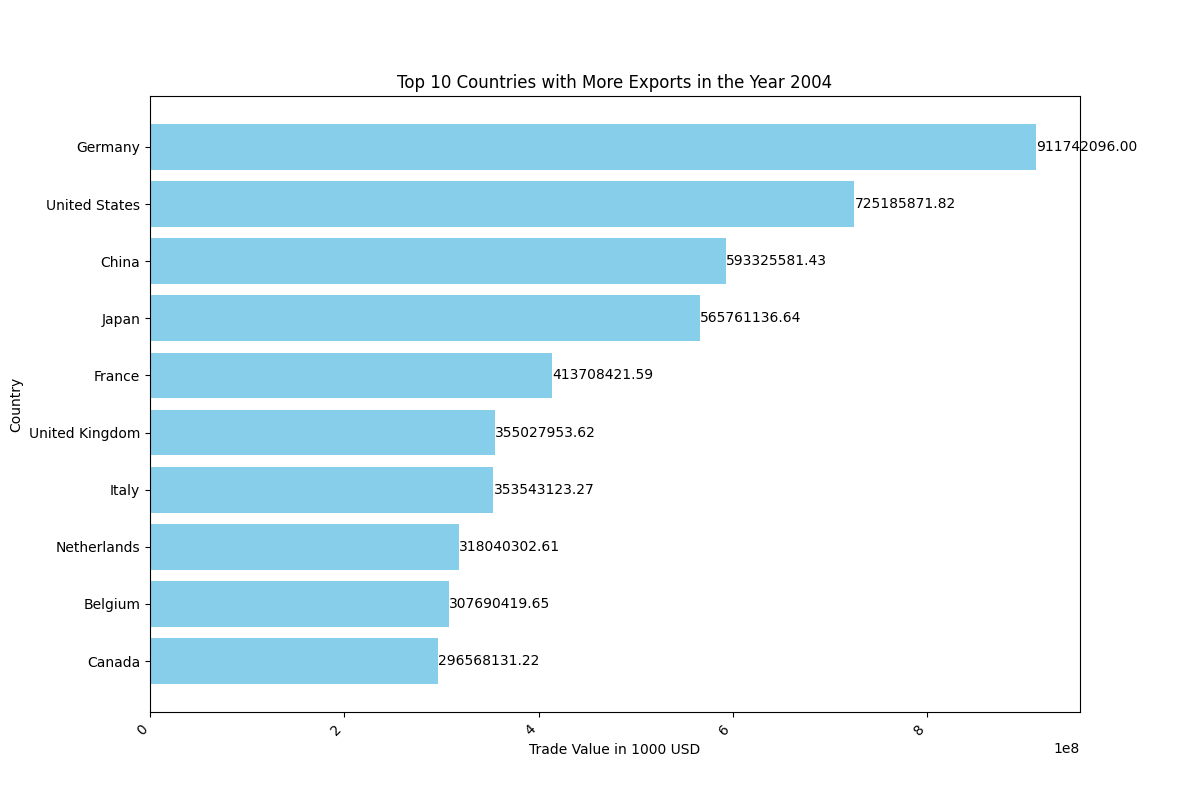 Top 10 Countries with More Exports in the Year 2004
Country
Germany 911742096.00
United States 725185871.82
China 593325581.43
Japan 565761136.64
France 413708421.59
United Kingdom 355027953.62
Italy 353543123.27
Netherlands 318040302.61
Belgium 307690419.65
Canada 296568131.22
0 2 4 6 8
1e8
Trade Value in 1000 USD